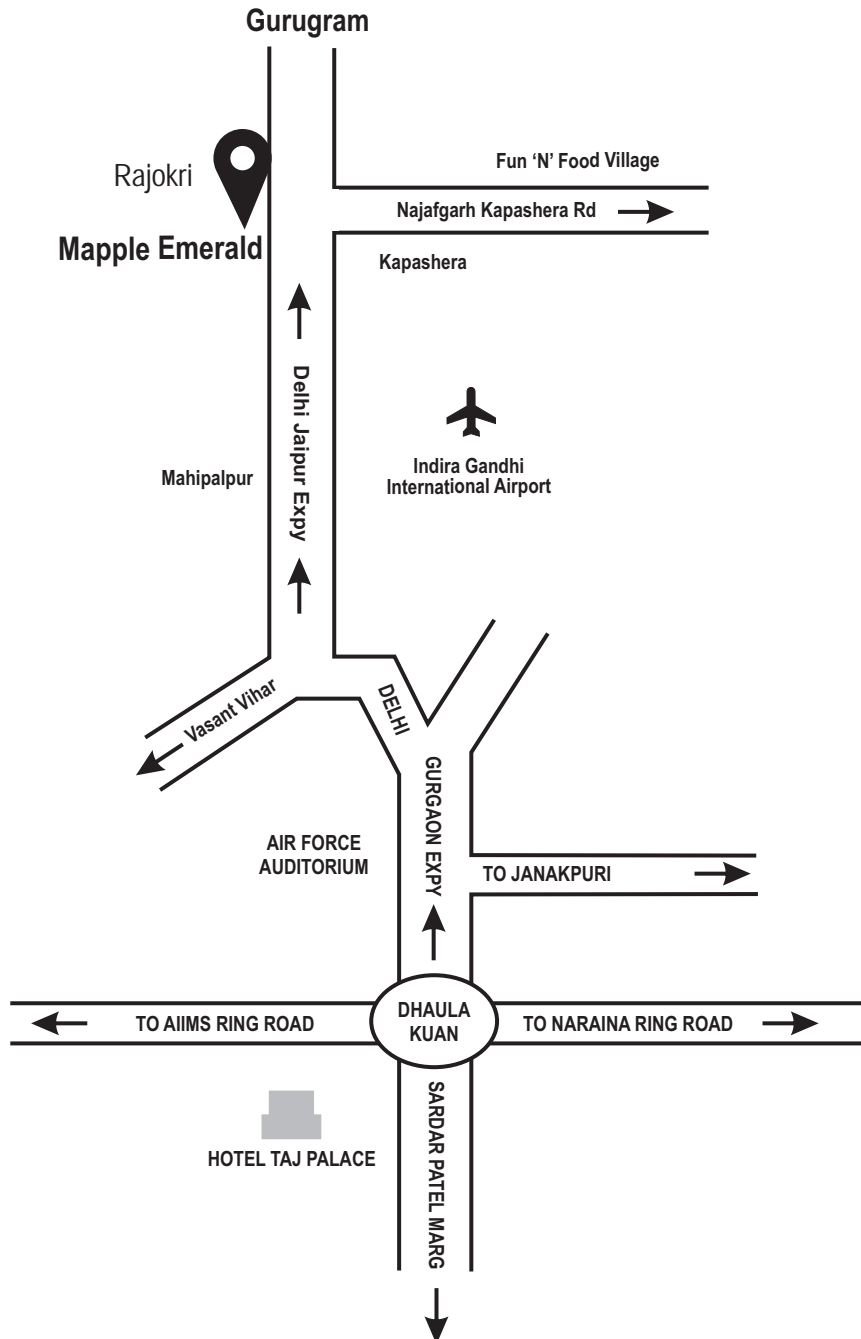 Gurugram
Fun ‘N’ Food Village
Rajokri
Najafgarh Kapashera Rd
Mapple Emerald
Kapashera
Delhi Jaipur Expy
Mahipalpur
Indira Gandhi
International Airport
Vasant Vihar
DELHI
GURGAON EXPY
AIR FORCE
AUDITORIUM
TO JANAKPURI
TO AIIMS RING ROAD
DHAULA
KUAN
TO NARAINA RING ROAD
SARDAR PATEL MARG
HOTEL TAJ PALACE